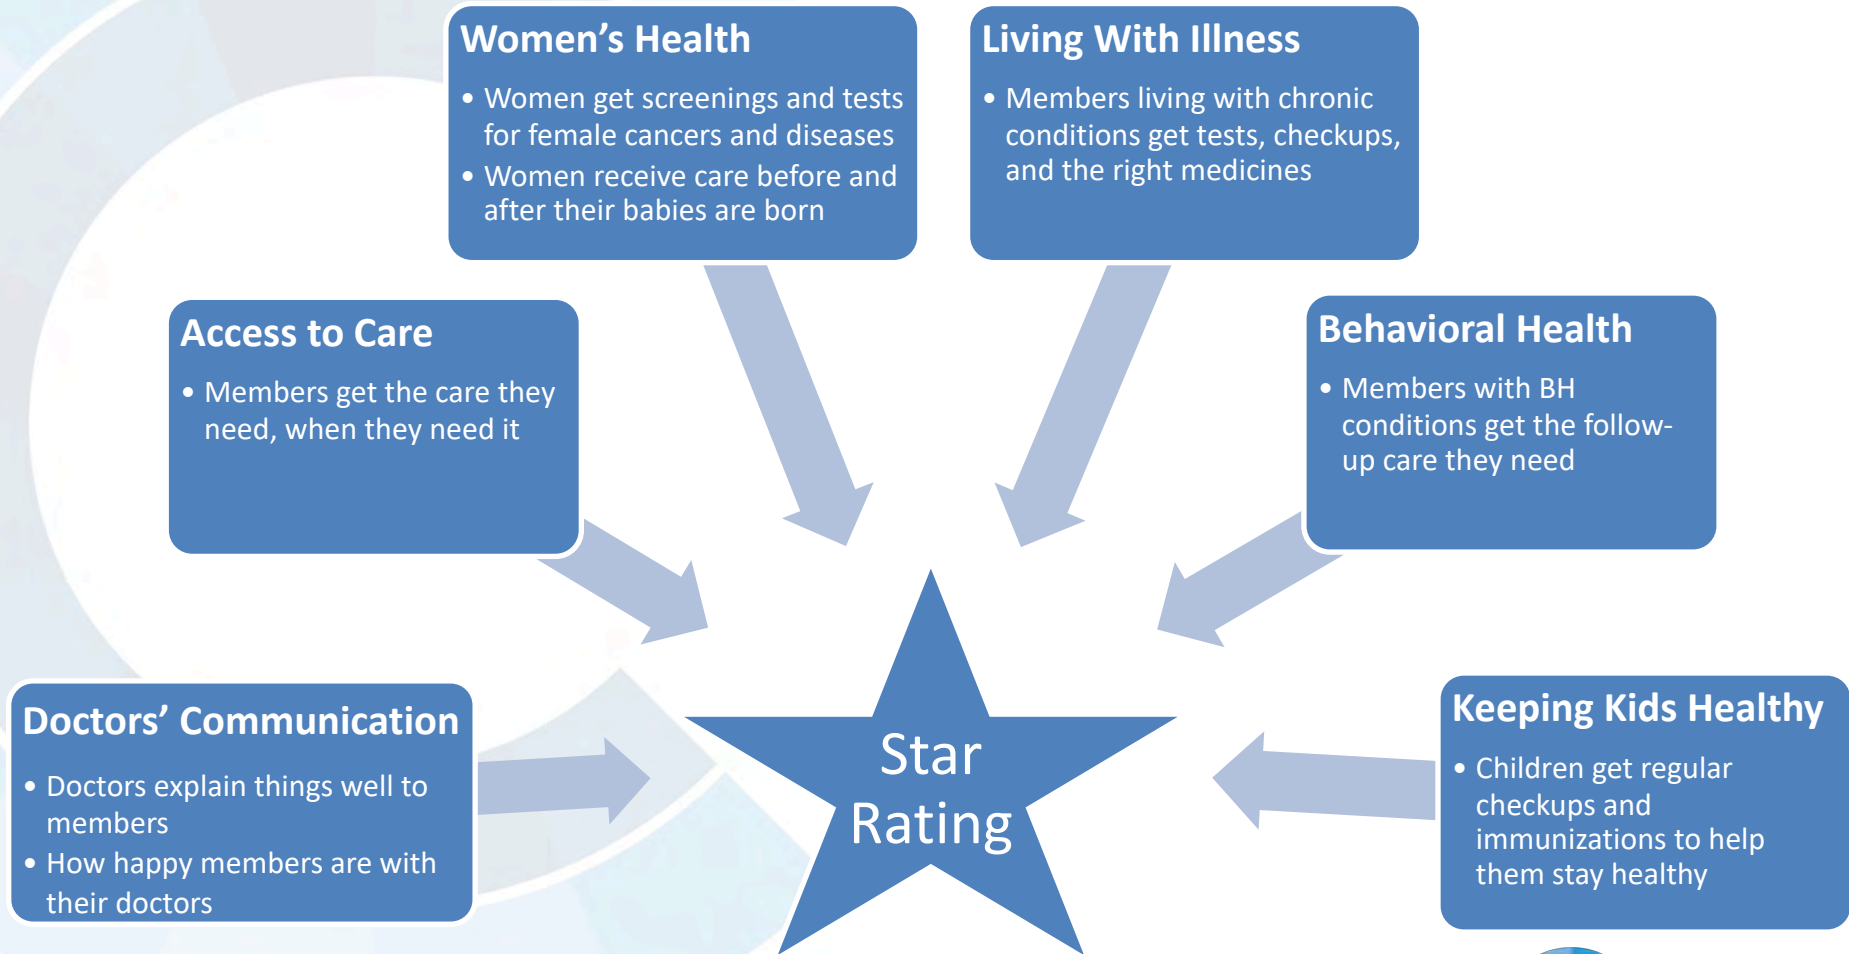 Women’s Health
• Women get screenings and tests
for female cancers and diseases
• Women receive care before and
after their babies are born
Living With Illness
• Members living with chronic
conditions get tests, checkups,
and the right medicines
Access to Care
• Members get the care they
need, when they need it
Behavioral Health
• Members with BH
conditions get the follow-
up care they need
Doctors’ Communication
• Doctors explain things well to
members
• How happy members are with
their doctors
Star
Rating
Keeping Kids Healthy
• Children get regular
checkups and
immunizations to help
them stay healthy